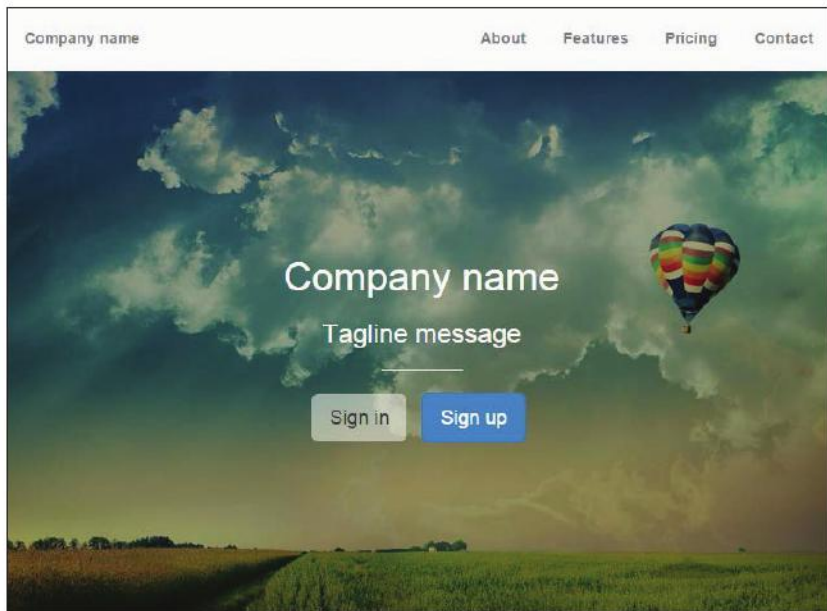 Company name About Features Pricing Contact
Company name
Tagline message
Sign in Sign up